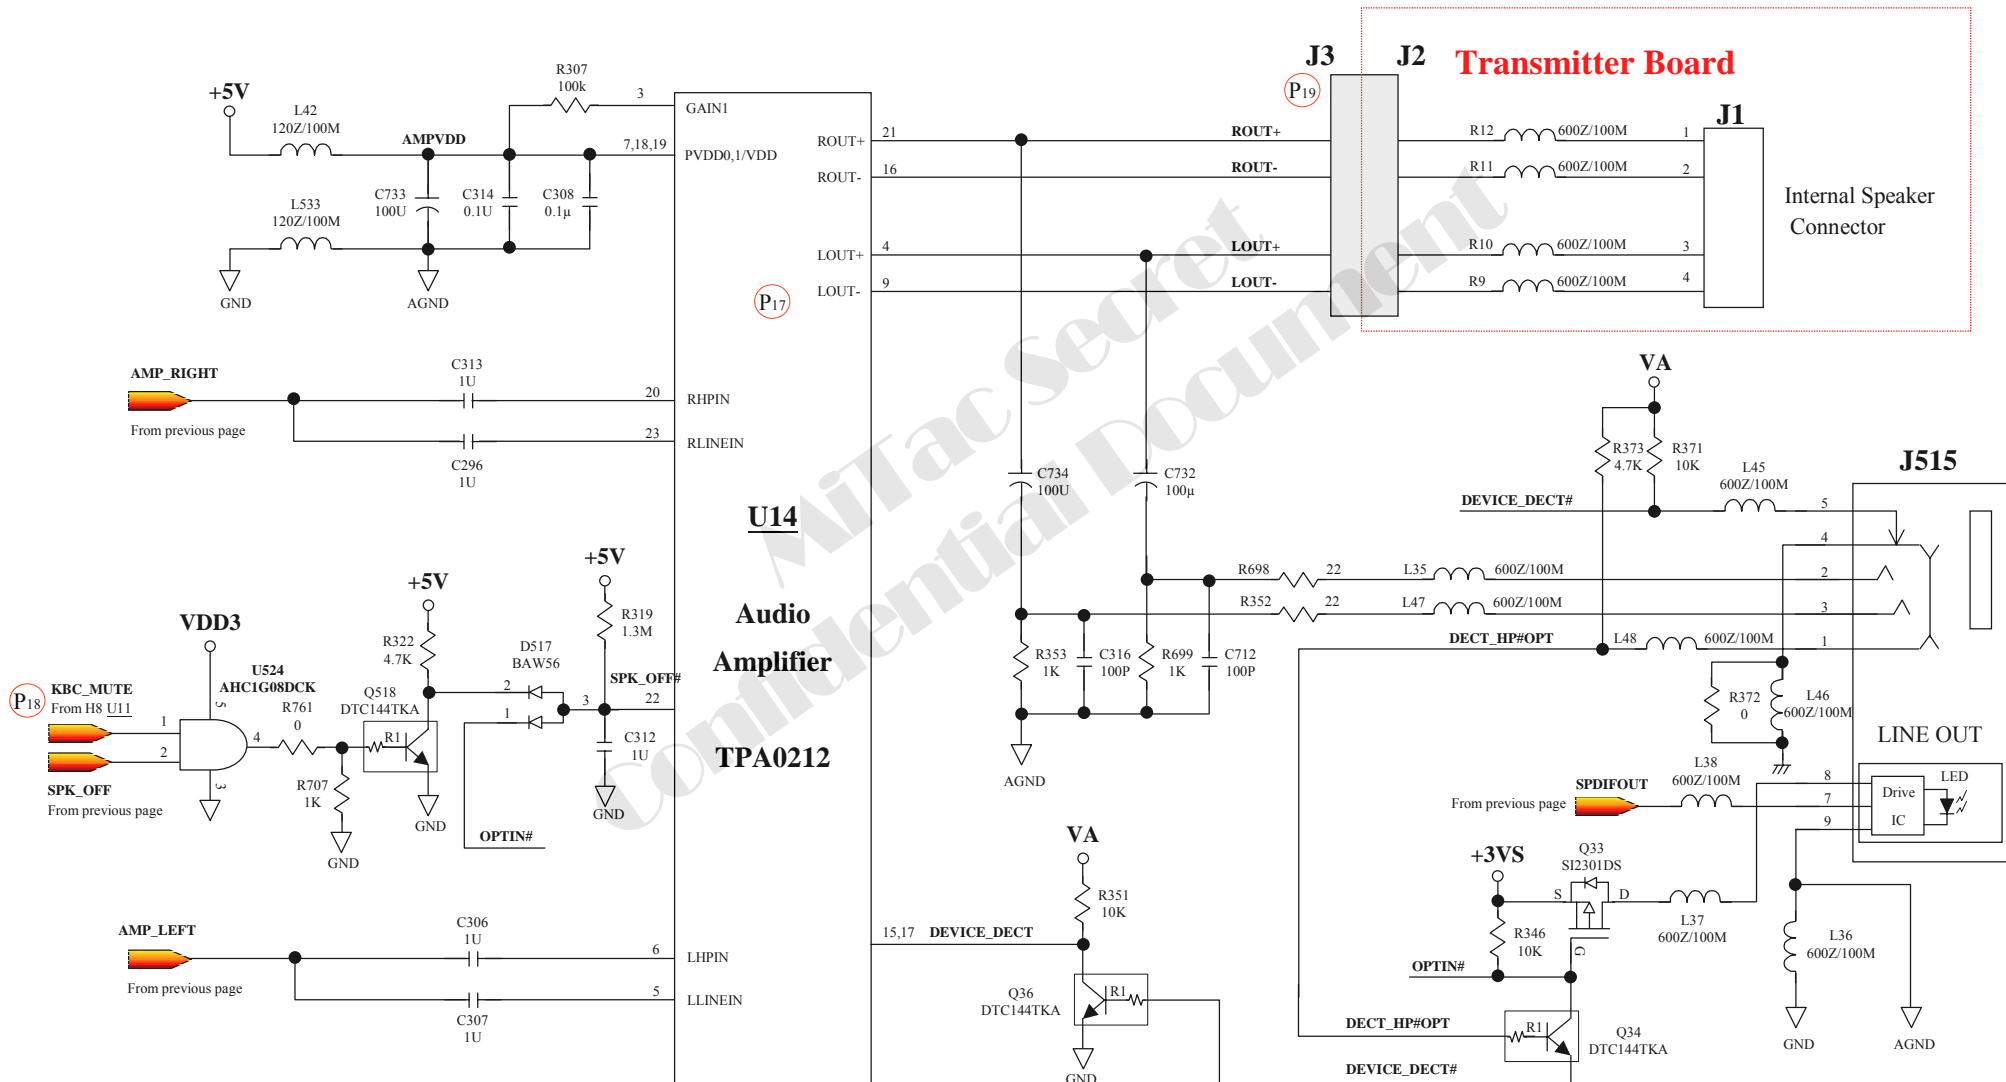 Transmitter Board
J3
J2
P19
J1
+5V
L42
120Z/100M
R307
100k
3
GAIN1
AMPVDD
7,18,19
PVDD0,1/VDD
C733
100U
C314
0.1U
C308
0.1µ
L533
120Z/100M
GND
AGND
21
ROUT+
ROUT+
16
ROUT-
ROUT-
4
LOUT+
LOUT+
9
LOUT-
LOUT-
P17
R12
600Z/100M
1
R11
600Z/100M
2
R10
600Z/100M
3
R9
600Z/100M
4
Internal Speaker
Connector
AMP_RIGHT
From previous page
C313
1U
20
RHPIN
23
RLINEIN
C296
1U
MiTac Secret
Confidential Document
U14
Audio
Amplifier
TPA0212
C734
100U
C732
100µ
VA
R373
4.7K
R371
10K
L45
600Z/100M
J515
DEVICE_DECT#
5
4
R698
22
L35
600Z/100M
2
R352
22
L47
600Z/100M
3
DECT_HP#OPT
L48
600Z/100M
1
R353
1K
C316
100P
R699
1K
C712
100P
AGND
R372
0
L46
600Z/100M
LINE OUT
VDD3
+5V
+5V
R322
4.7K
R319
1.3M
D517
BAW56
2
1
3
SPK_OFF#
22
C312
1U
GND
U524
AHC1G08DCK
5
P18
KBC_MUTE
From H8 U11
1
2
3
4
SPK_OFF
From previous page
R761
0
R707
1K
GND
Q518
DTC144TKA
R1
GND
OPTIN#
L38
600Z/100M
SPDIFOUT
From previous page
8
7
9
Drive
IC
LED
+3VS
Q33
SI2301DS
S
D
G
L37
600Z/100M
R346
10K
OPTIN#
L36
600Z/100M
GND
AGND
VA
R351
10K
15,17
DEVICE_DECT
Q36
DTC144TKA
R1
GND
DECT_HP#OPT
R1
Q34
DTC144TKA
DEVICE_DECT#
AMP_LEFT
From previous page
C306
1U
6
LHPIN
5
LLINEIN
C307
1U